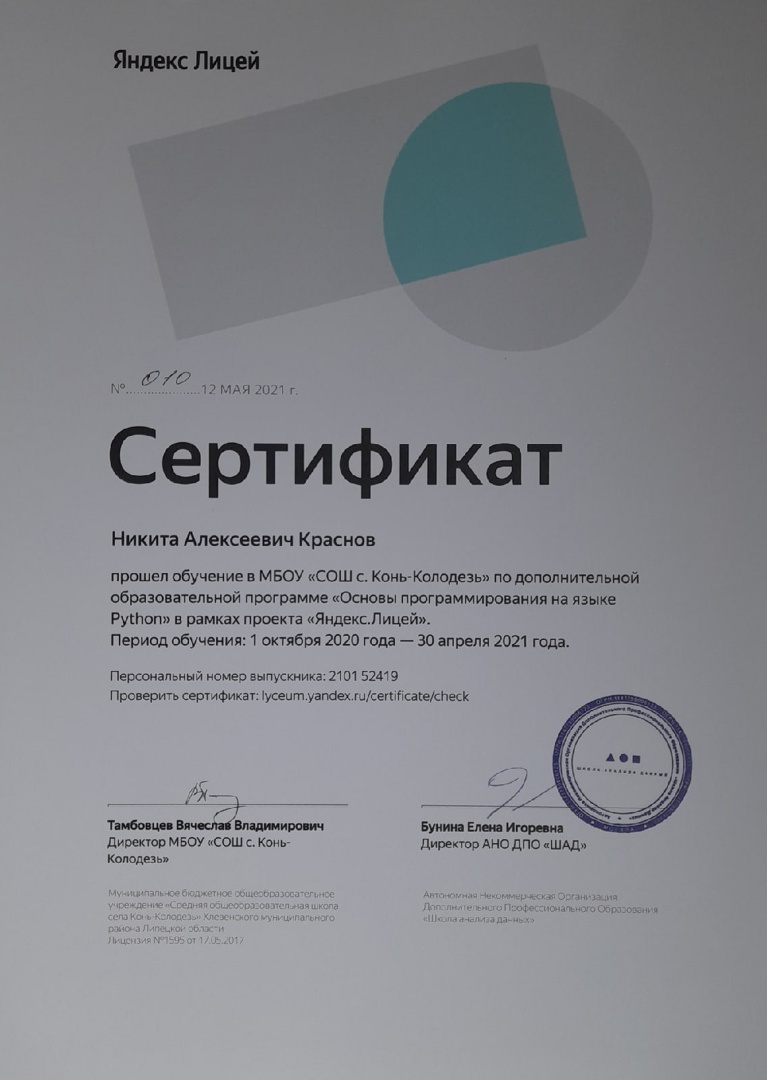 Яндекс Лицей
№ 010 12 МАЯ 2021 г.
Сертификат
Никита Алексеевич Краснов
прошел обучение в МБОУ «СОШ с. Конь-Колодезь» по дополнительной
образовательной программе «Основы программирования на языке
Python» в рамках проекта «Яндекс.Лицей».
Период обучения: 1 октября 2020 года — 30 апреля 2021 года.
Персональный номер выпускника: 2101 52419
Проверить сертификат: lyceum.yandex.ru/certificate/check
Тамбовцев Вячеслав Владимирович
Директор МБОУ «СОШ с. Конь-
Колодезь»
Муниципальное бюджетное общеобразовательное
учреждение «Средняя общеобразовательная школа
села Конь-Колодезь» Хлевенского муниципального
района Липецкой области
Лицензия №1595 от 17.05.2017
Бунина Елена Игоревна
Директор АНО ДПО «ШАД»
Автономная Некоммерческая Организация
Дополнительного Профессионального Образования
«Школа анализа данных»
ШКОЛА АНАЛИЗА ДАННЫХ